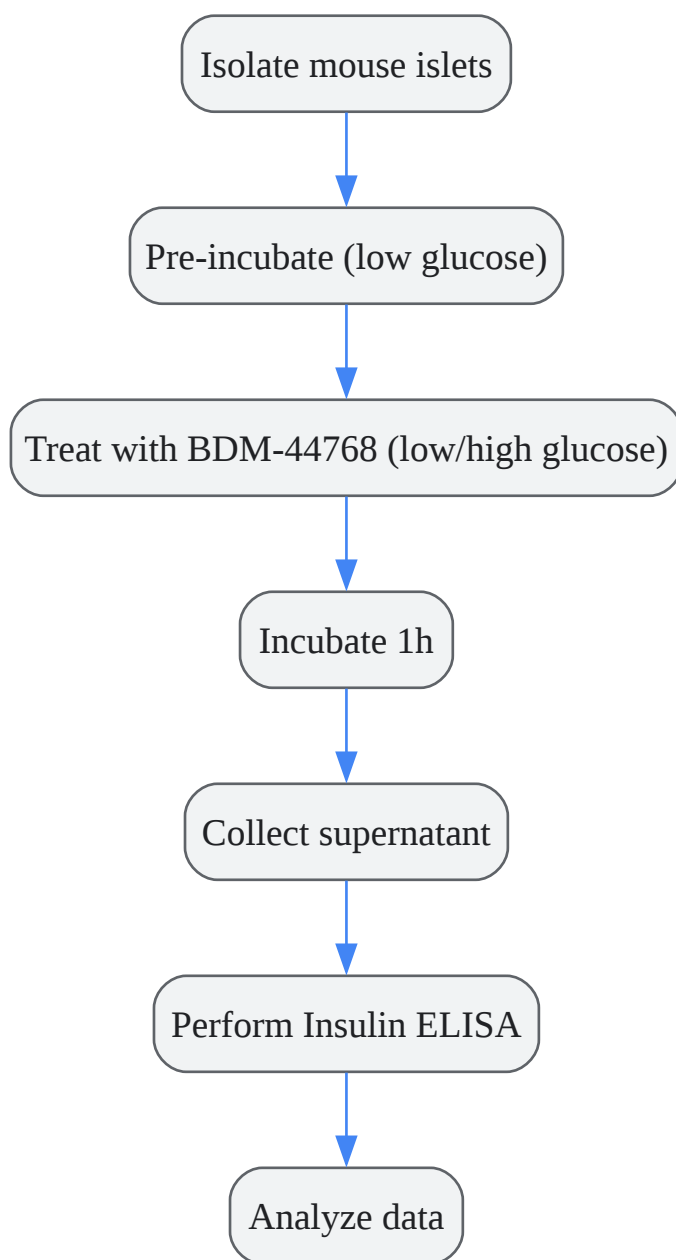 Isolate mouse islets
Pre-incubate (low glucose)
Treat with BDM-44768 (low/high glucose)
Incubate 1h
Collect supernatant
Perform Insulin ELISA
Analyze data